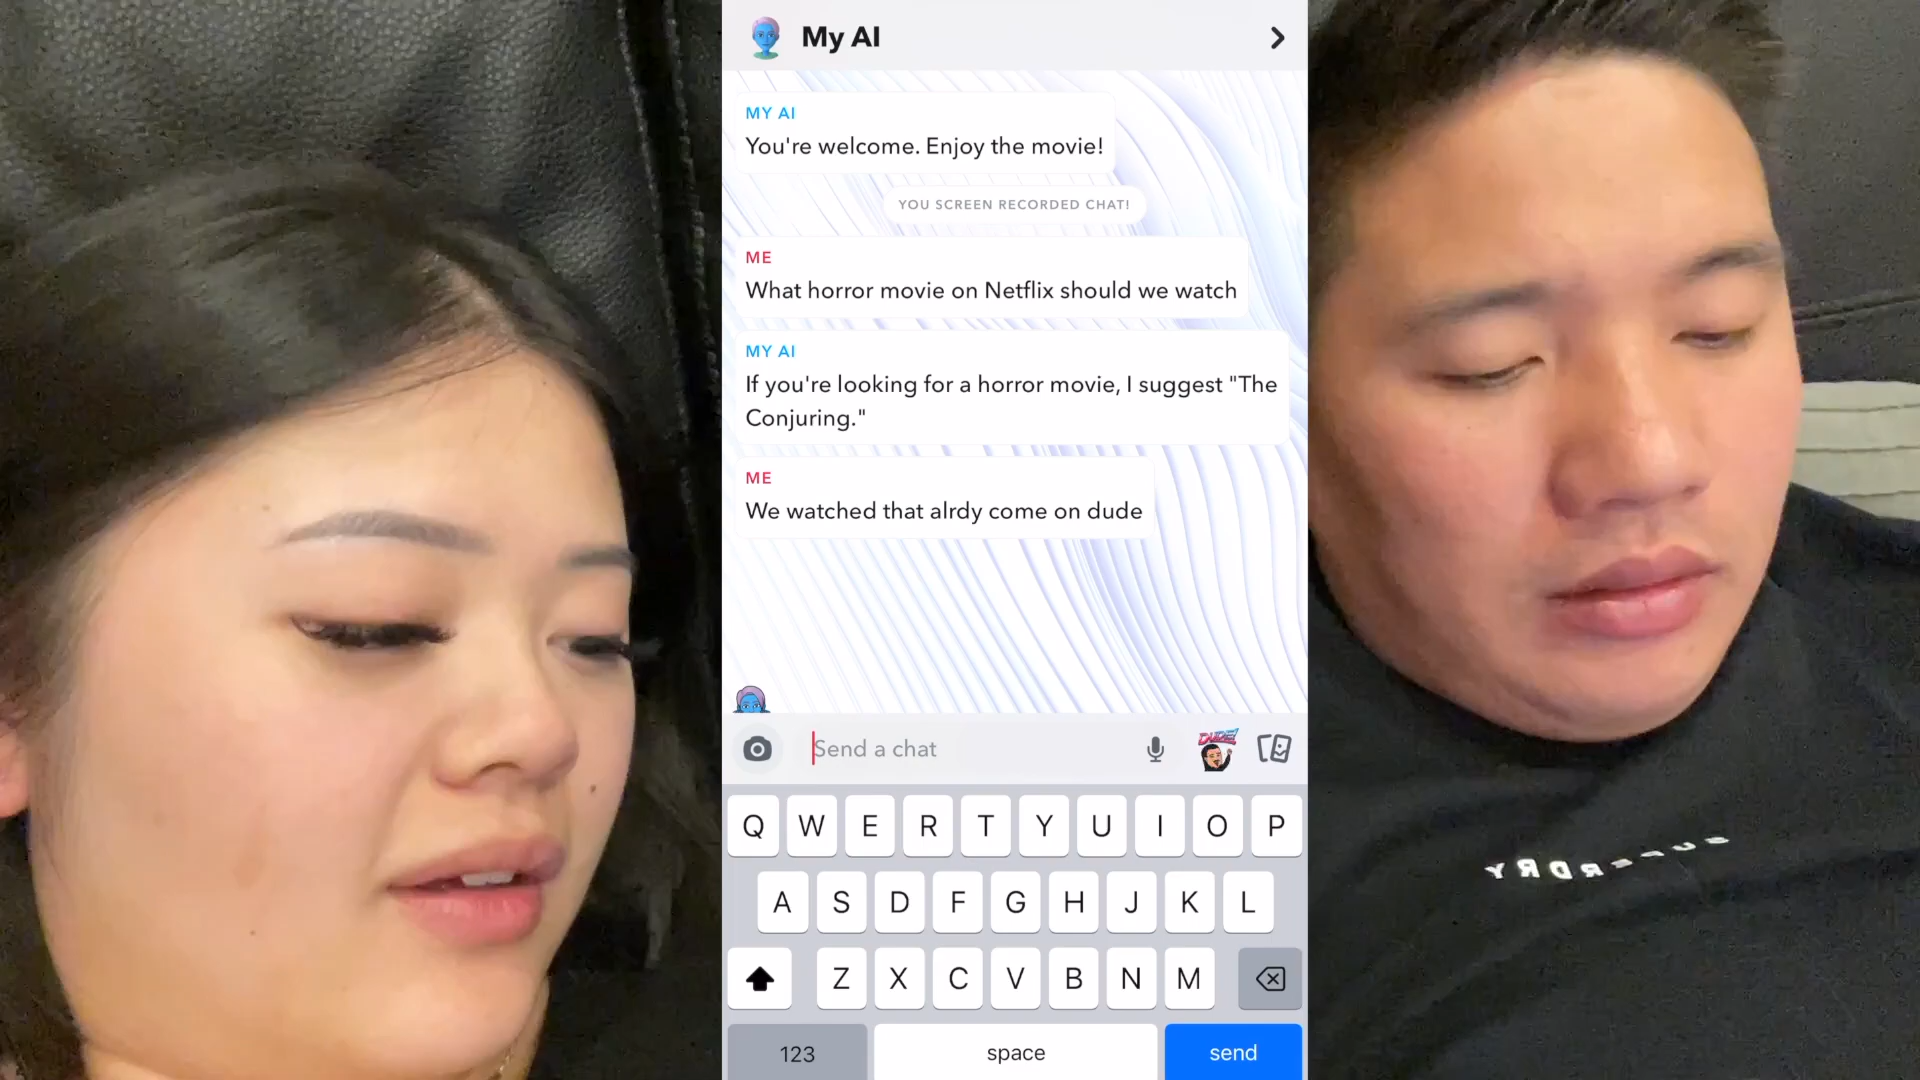 My AI
MY AI
You're welcome. Enjoy the movie!
YOU SCREEN RECORDED CHAT!
ME
What horror movie on Netflix should we watch
MY AI
If you're looking for a horror movie, I suggest "The
Conjuring."
ME
We watched that alrdy come on dude
Send a chat
Q W E R T Y U I O P
A S D F G H J K L
Z X C V B N M
123 space send